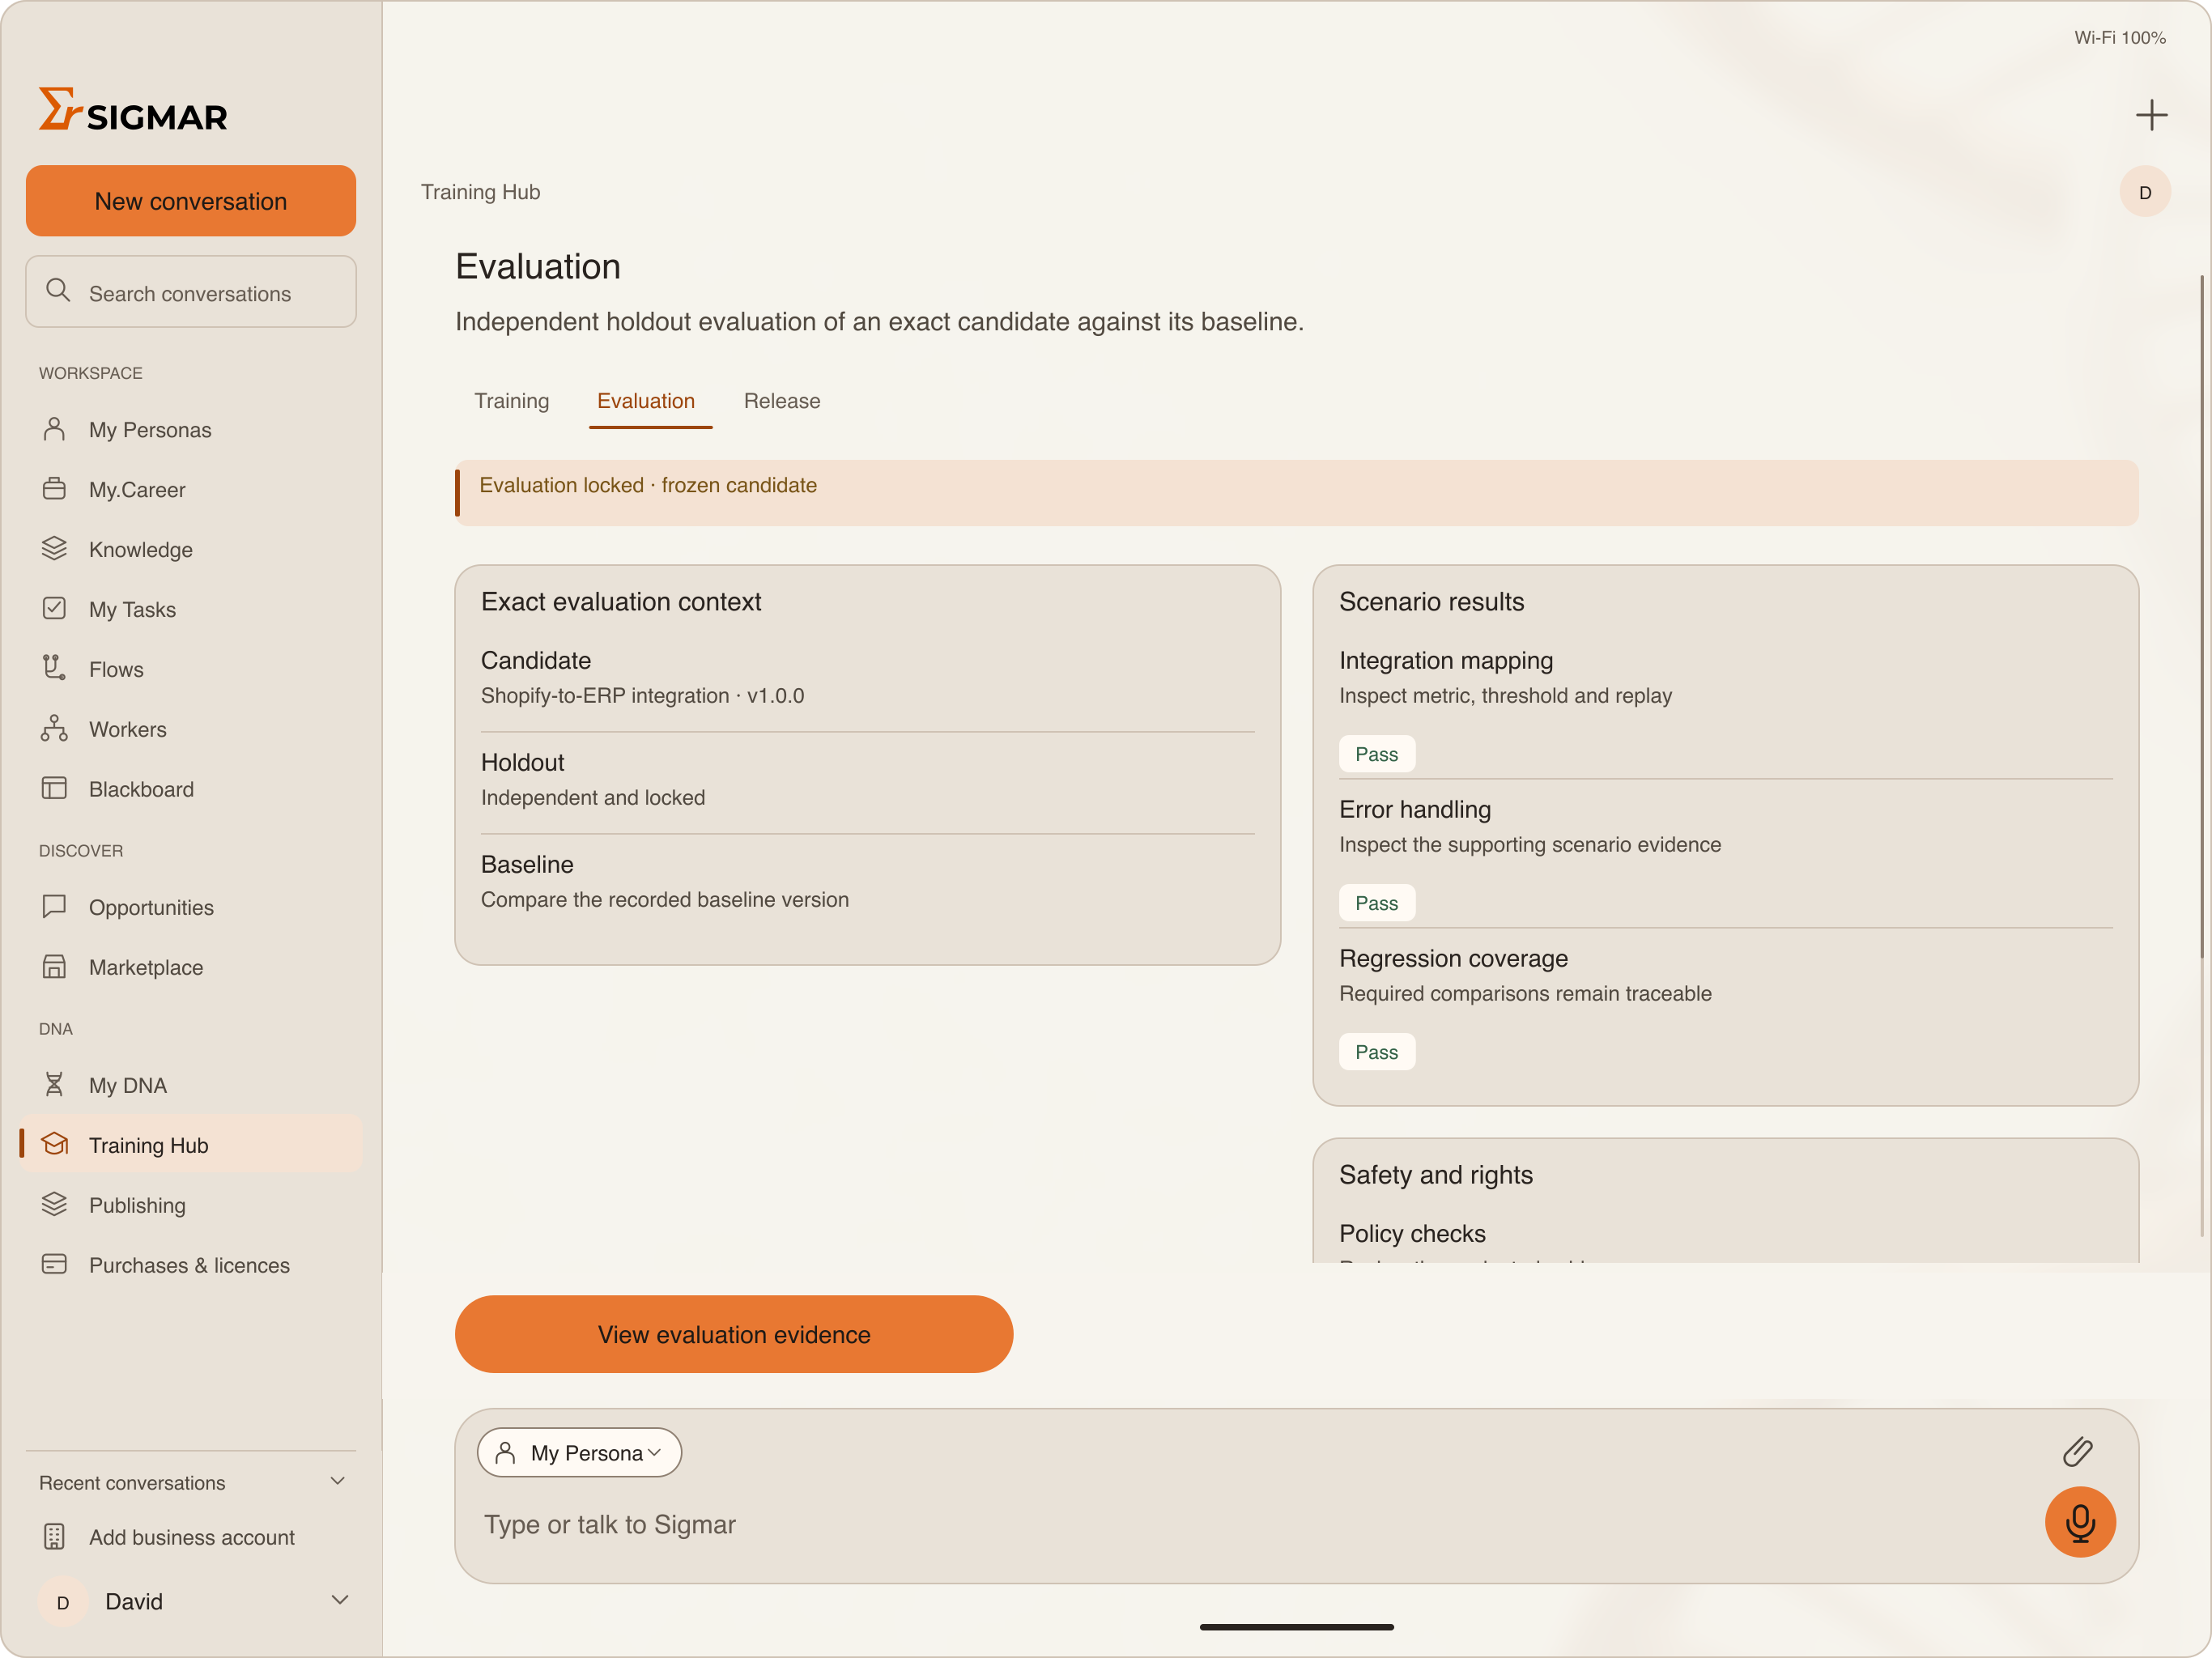 Wi-Fi 100%
Σr SIGMAR
New conversation
Search conversations
WORKSPACE
My Personas
My.Career
Knowledge
My Tasks
Flows
Workers
Blackboard
DISCOVER
Opportunities
Marketplace
DNA
My DNA
Training Hub
Publishing
Purchases & licences
Recent conversations
Add business account
D
David
Training Hub
D
Evaluation
Independent holdout evaluation of an exact candidate against its baseline.
Training
Evaluation
Release
Evaluation locked · frozen candidate
Exact evaluation context
Candidate
Shopify-to-ERP integration · v1.0.0
Holdout
Independent and locked
Baseline
Compare the recorded baseline version
Scenario results
Integration mapping
Inspect metric, threshold and replay
Pass
Error handling
Inspect the supporting scenario evidence
Pass
Regression coverage
Required comparisons remain traceable
Pass
Safety and rights
Policy checks
View evaluation evidence
My Persona
Type or talk to Sigmar